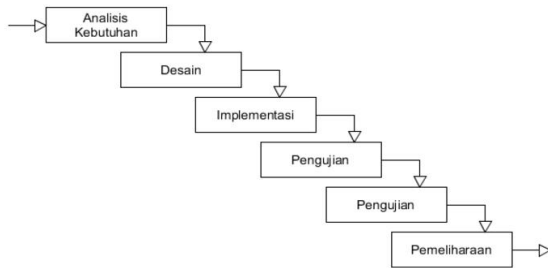 Analisis
Kebutuhan
Desain
Implementasi
Pengujian
Pengujian
Pemeliharaan